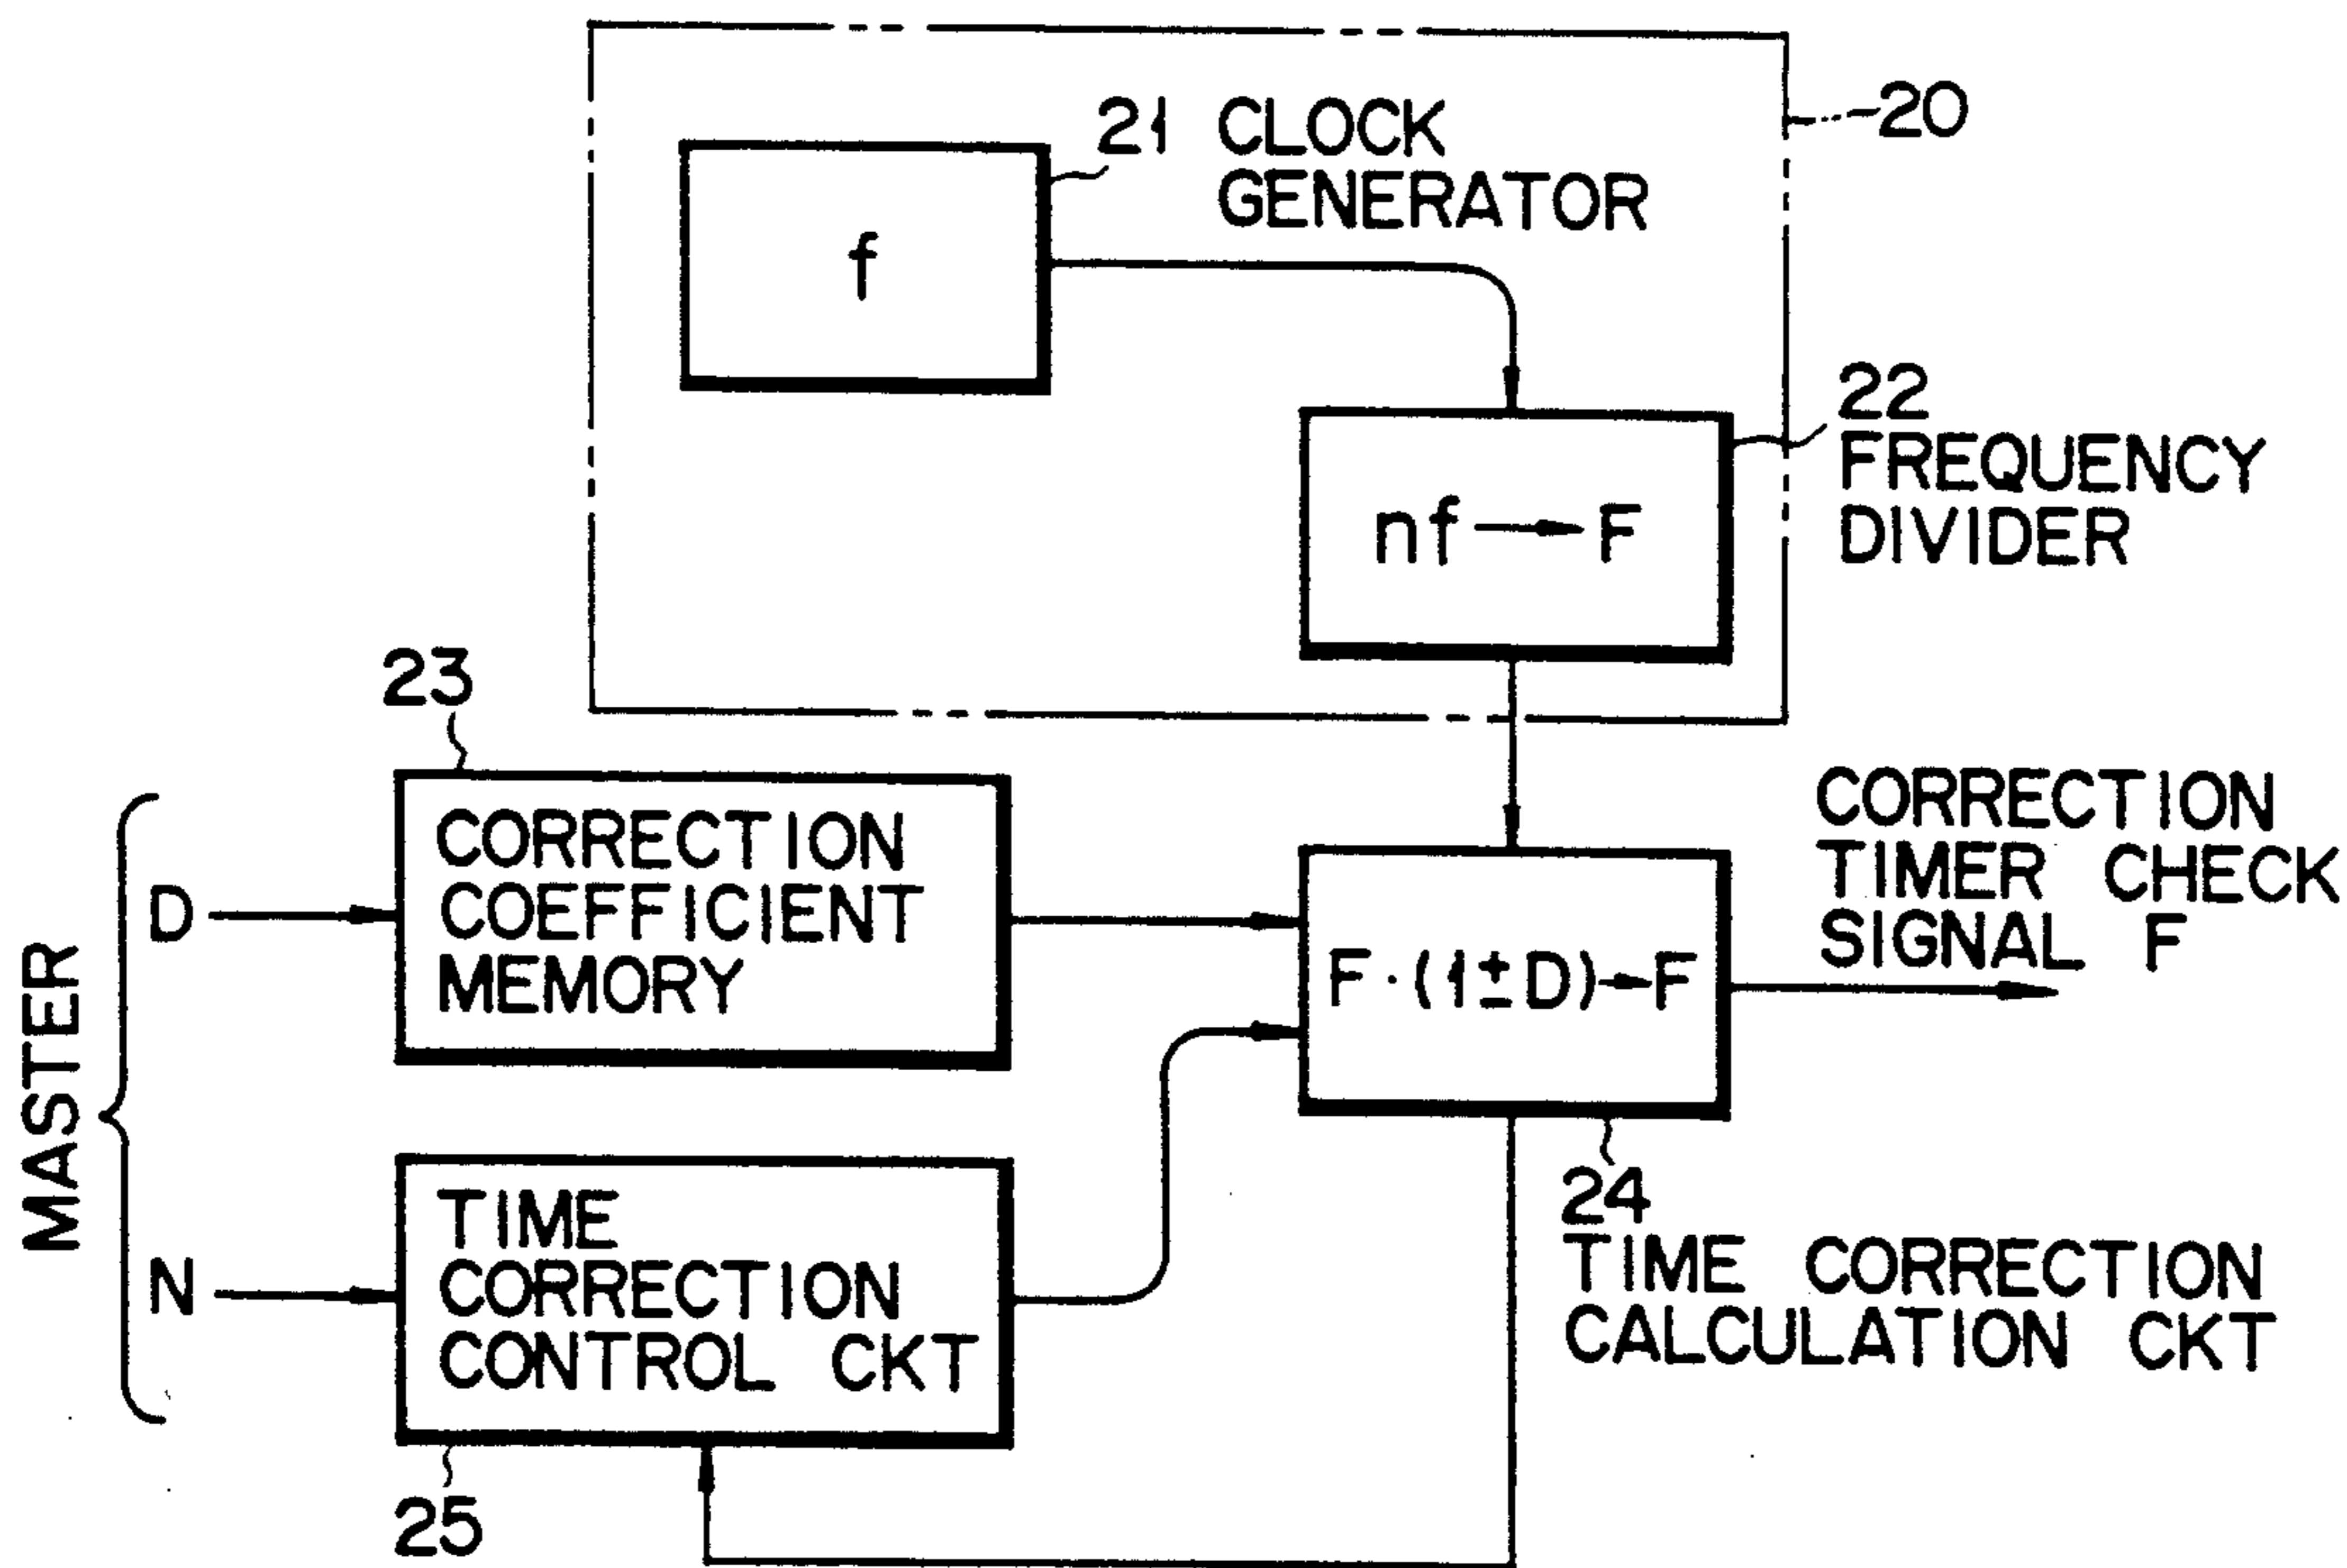 20
21 CLOCK
GENERATOR
f
22
FREQUENCY
DIVIDER
nf → F
23
CORRECTION
COEFFICIENT
MEMORY
D
MASTER
N
TIME
CORRECTION
CONTROL CKT
25
F·(1±D)→F
CORRECTION
TIMER CHECK
SIGNAL F
24
TIME CORRECTION
CALCULATION CKT